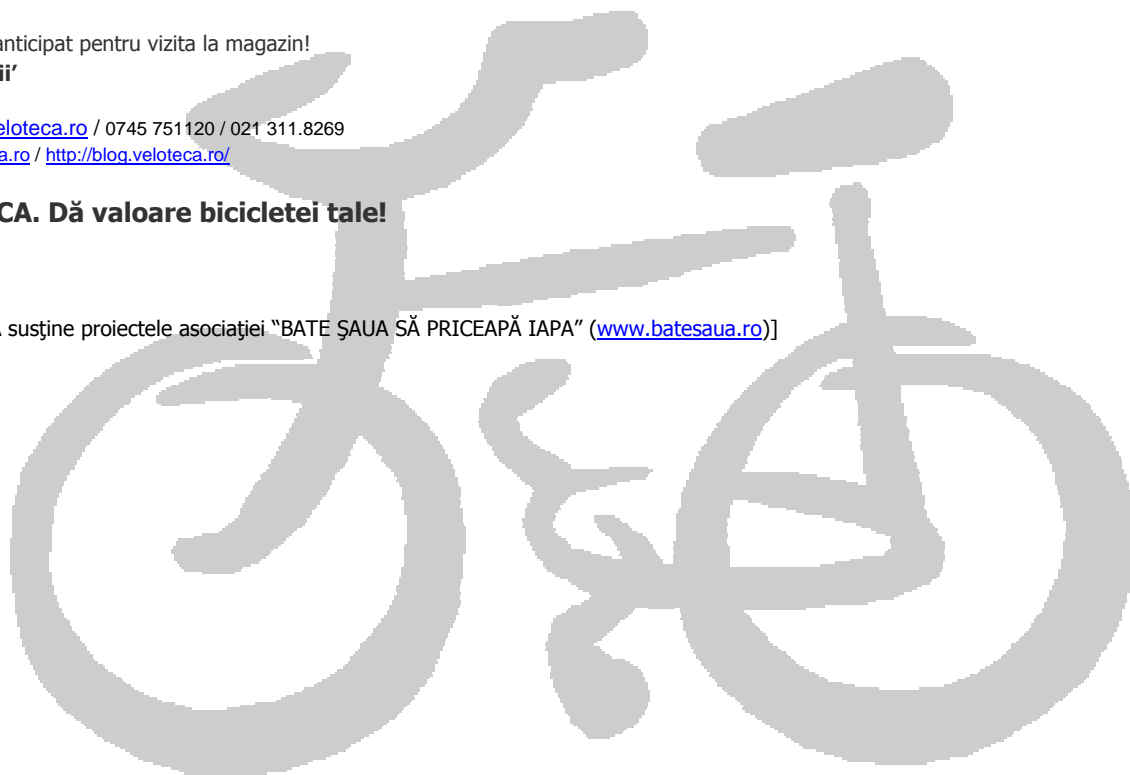 anticipat pentru vizita la magazin!
ii’
eloteca.ro / 0745 751120 / 021 311.8269
a.ro / http://blog.veloteca.ro/
CA. Dă valoare bicicletei tale!
susţine proiectele asociaţiei “BATE ŞAUA SĂ PRICEAPĂ IAPA” (www.batesaua.ro)]